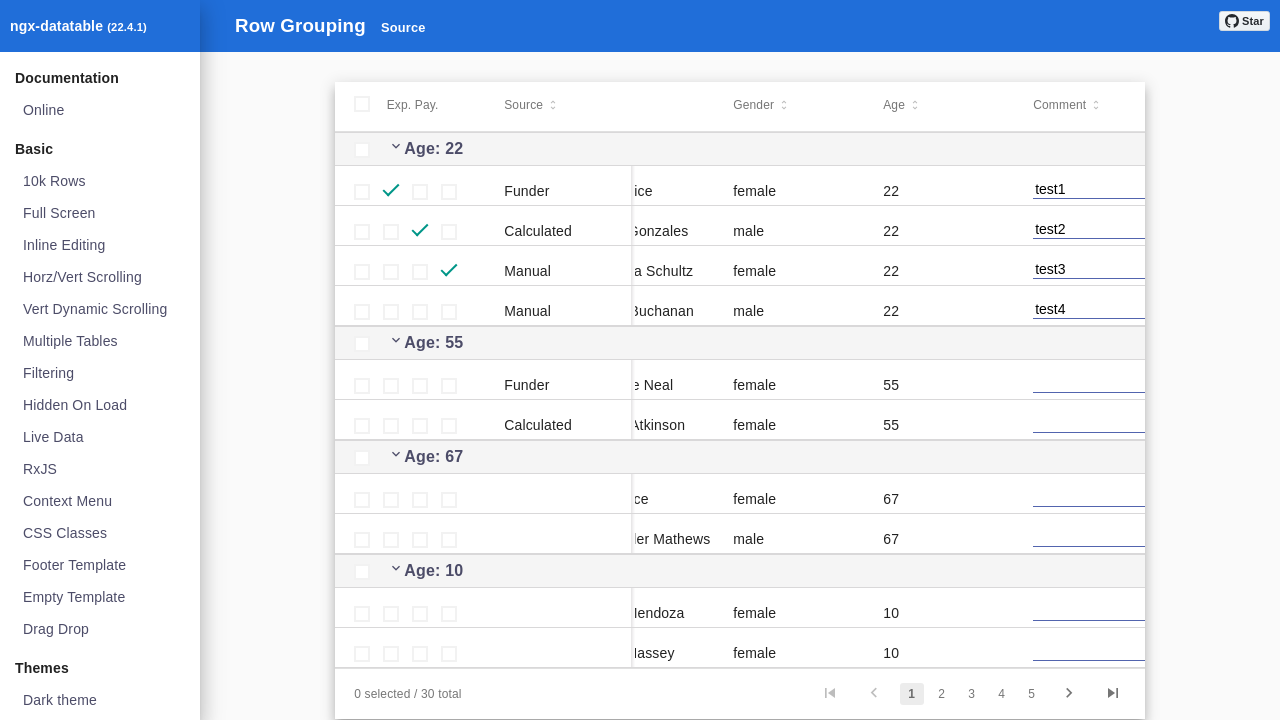 ngx-datatable (22.4.1)
Row Grouping
Source
Star
Documentation
Online
Basic
10k Rows
Full Screen
Inline Editing
Horz/Vert Scrolling
Vert Dynamic Scrolling
Multiple Tables
Filtering
Hidden On Load
Live Data
RxJS
Context Menu
CSS Classes
Footer Template
Empty Template
Drag Drop
Themes
Dark theme
Exp. Pay. Source Gender Age Comment
Age: 22
Funder ice female 22 test1
Calculated Gonzales male 22 test2
Manual a Schultz female 22 test3
Manual Buchanan male 22 test4
Age: 55
Funder e Neal female 55
Calculated Atkinson female 55
Age: 67
ce female 67
ler Mathews male 67
Age: 10
Mendoza female 10
Massey female 10
0 selected / 30 total
1 2 3 4 5